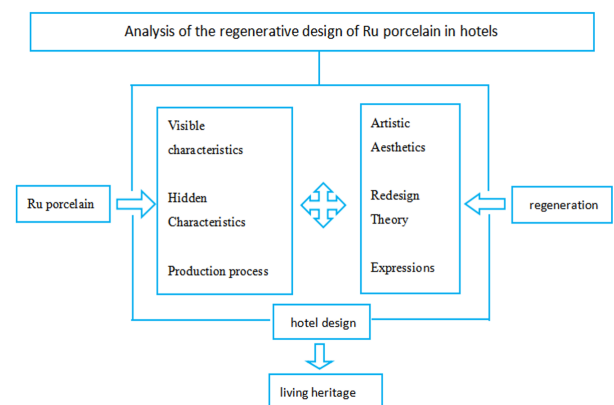 Analysis of the regenerative design of Ru porcelain in hotels
Visible
characteristics
Hidden
Characteristics
Production process
Artistic
Aesthetics
Redesign
Theory
Expressions
Ru porcelain
regeneration
hotel design
living heritage